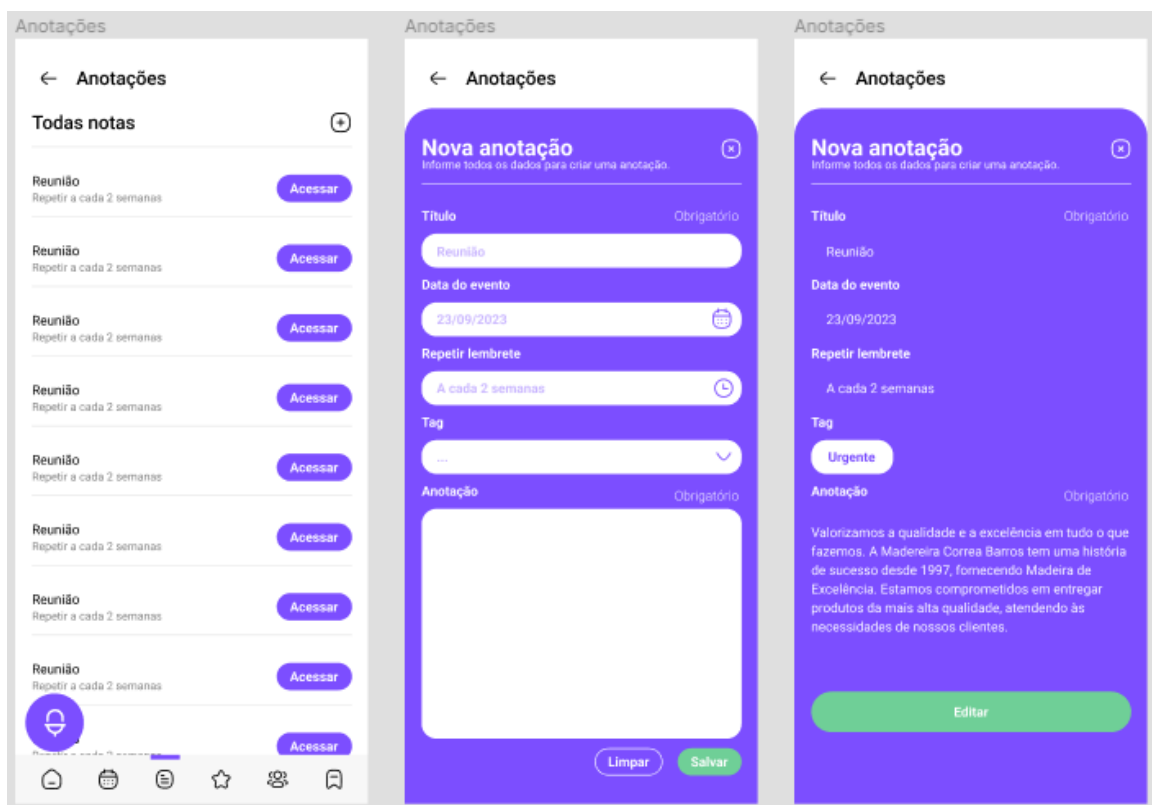 Anotações
Anotações
Todas notas
Reunião
Repetir a cada 2 semanas
Acessar
Reunião
Repetir a cada 2 semanas
Acessar
Reunião
Repetir a cada 2 semanas
Acessar
Reunião
Repetir a cada 2 semanas
Acessar
Reunião
Repetir a cada 2 semanas
Acessar
Reunião
Repetir a cada 2 semanas
Acessar
Reunião
Repetir a cada 2 semanas
Acessar
Reunião
Repetir a cada 2 semanas
Acessar
Acessar
Anotações
Anotações
Nova anotação
Informe todos os dados para criar uma anotação.
Título Obrigatório
Reunião
Data do evento
23/09/2023
Repetir lembrete
A cada 2 semanas
Tag
...
Anotação Obrigatório
Limpar Salvar
Anotações
Anotações
Nova anotação
Informe todos os dados para criar uma anotação.
Título Obrigatório
Reunião
Data do evento
23/09/2023
Repetir lembrete
A cada 2 semanas
Tag
Urgente
Anotação Obrigatório
Valorizamos a qualidade e a excelência em tudo o que
fazemos. A Madereira Correa Barros tem uma história
de sucesso desde 1997, fornecendo Madeira de
Excelência. Estamos comprometidos em entregar
produtos da mais alta qualidade, atendendo às
necessidades de nossos clientes.
Editar